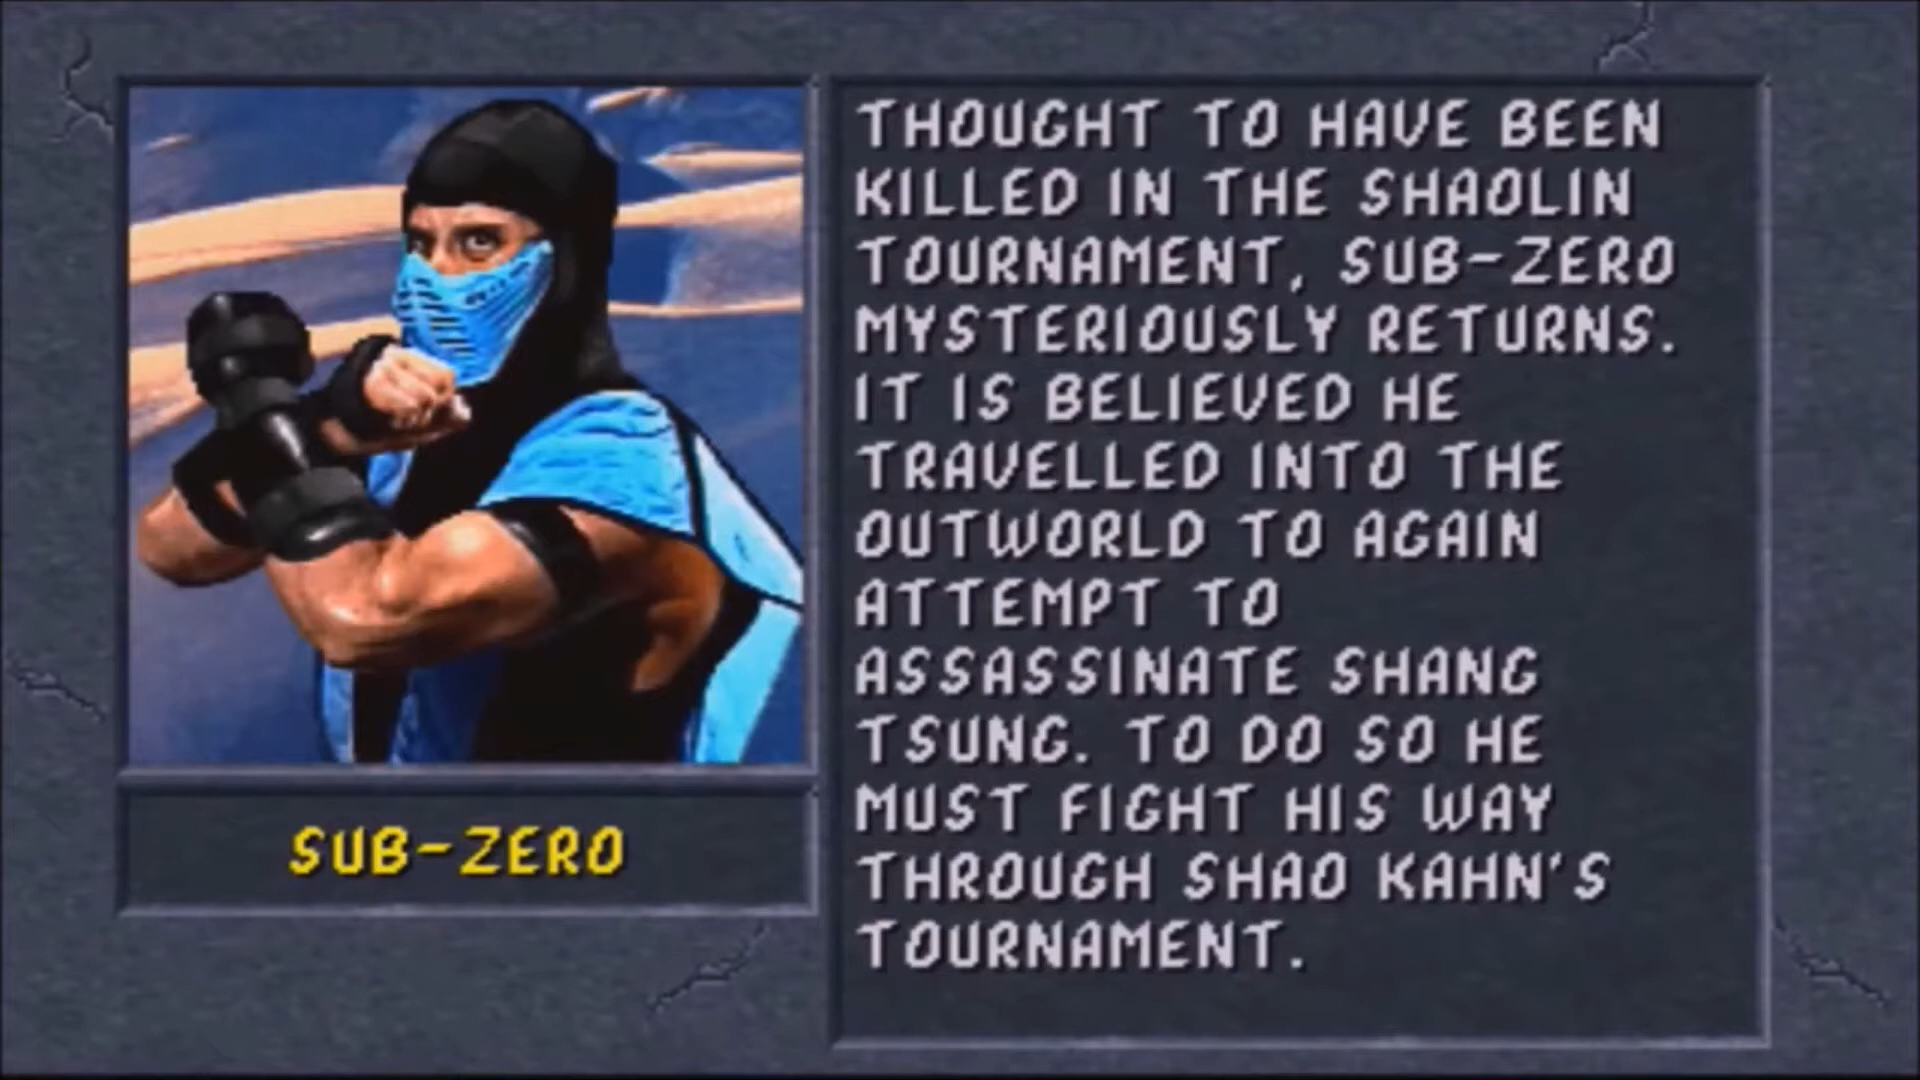 THOUGHT TO HAVE BEEN
KILLED IN THE SHAOLIN
TOURNAMENT, SUB-ZERO
MYSTERIOUSLY RETURNS.
IT IS BELIEVED HE
TRAVELLED INTO THE
OUTWORLD TO AGAIN
ATTEMPT TO
ASSASSINATE SHANG
TSUNG. TO DO SO HE
MUST FIGHT HIS WAY
THROUGH SHAO KAHN'S
TOURNAMENT.
SUB-ZERO